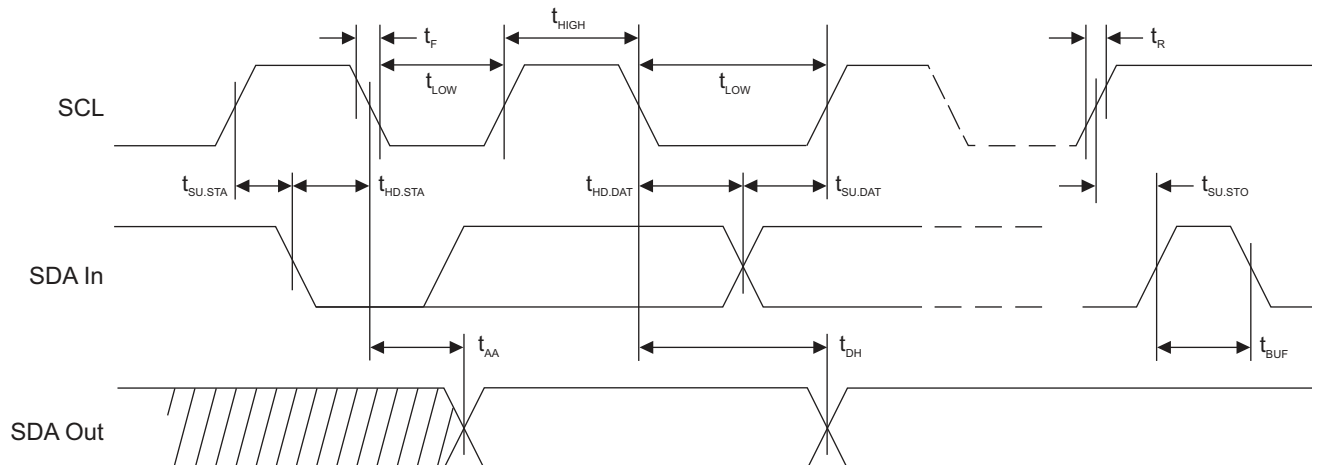 tHIGH
tF
tR
tLOW
tLOW
SCL
tSU.STA
tHD.STA
tHD.DAT
tSU.DAT
tSU.STO
SDA In
tAA
tDH
tBUF
SDA Out